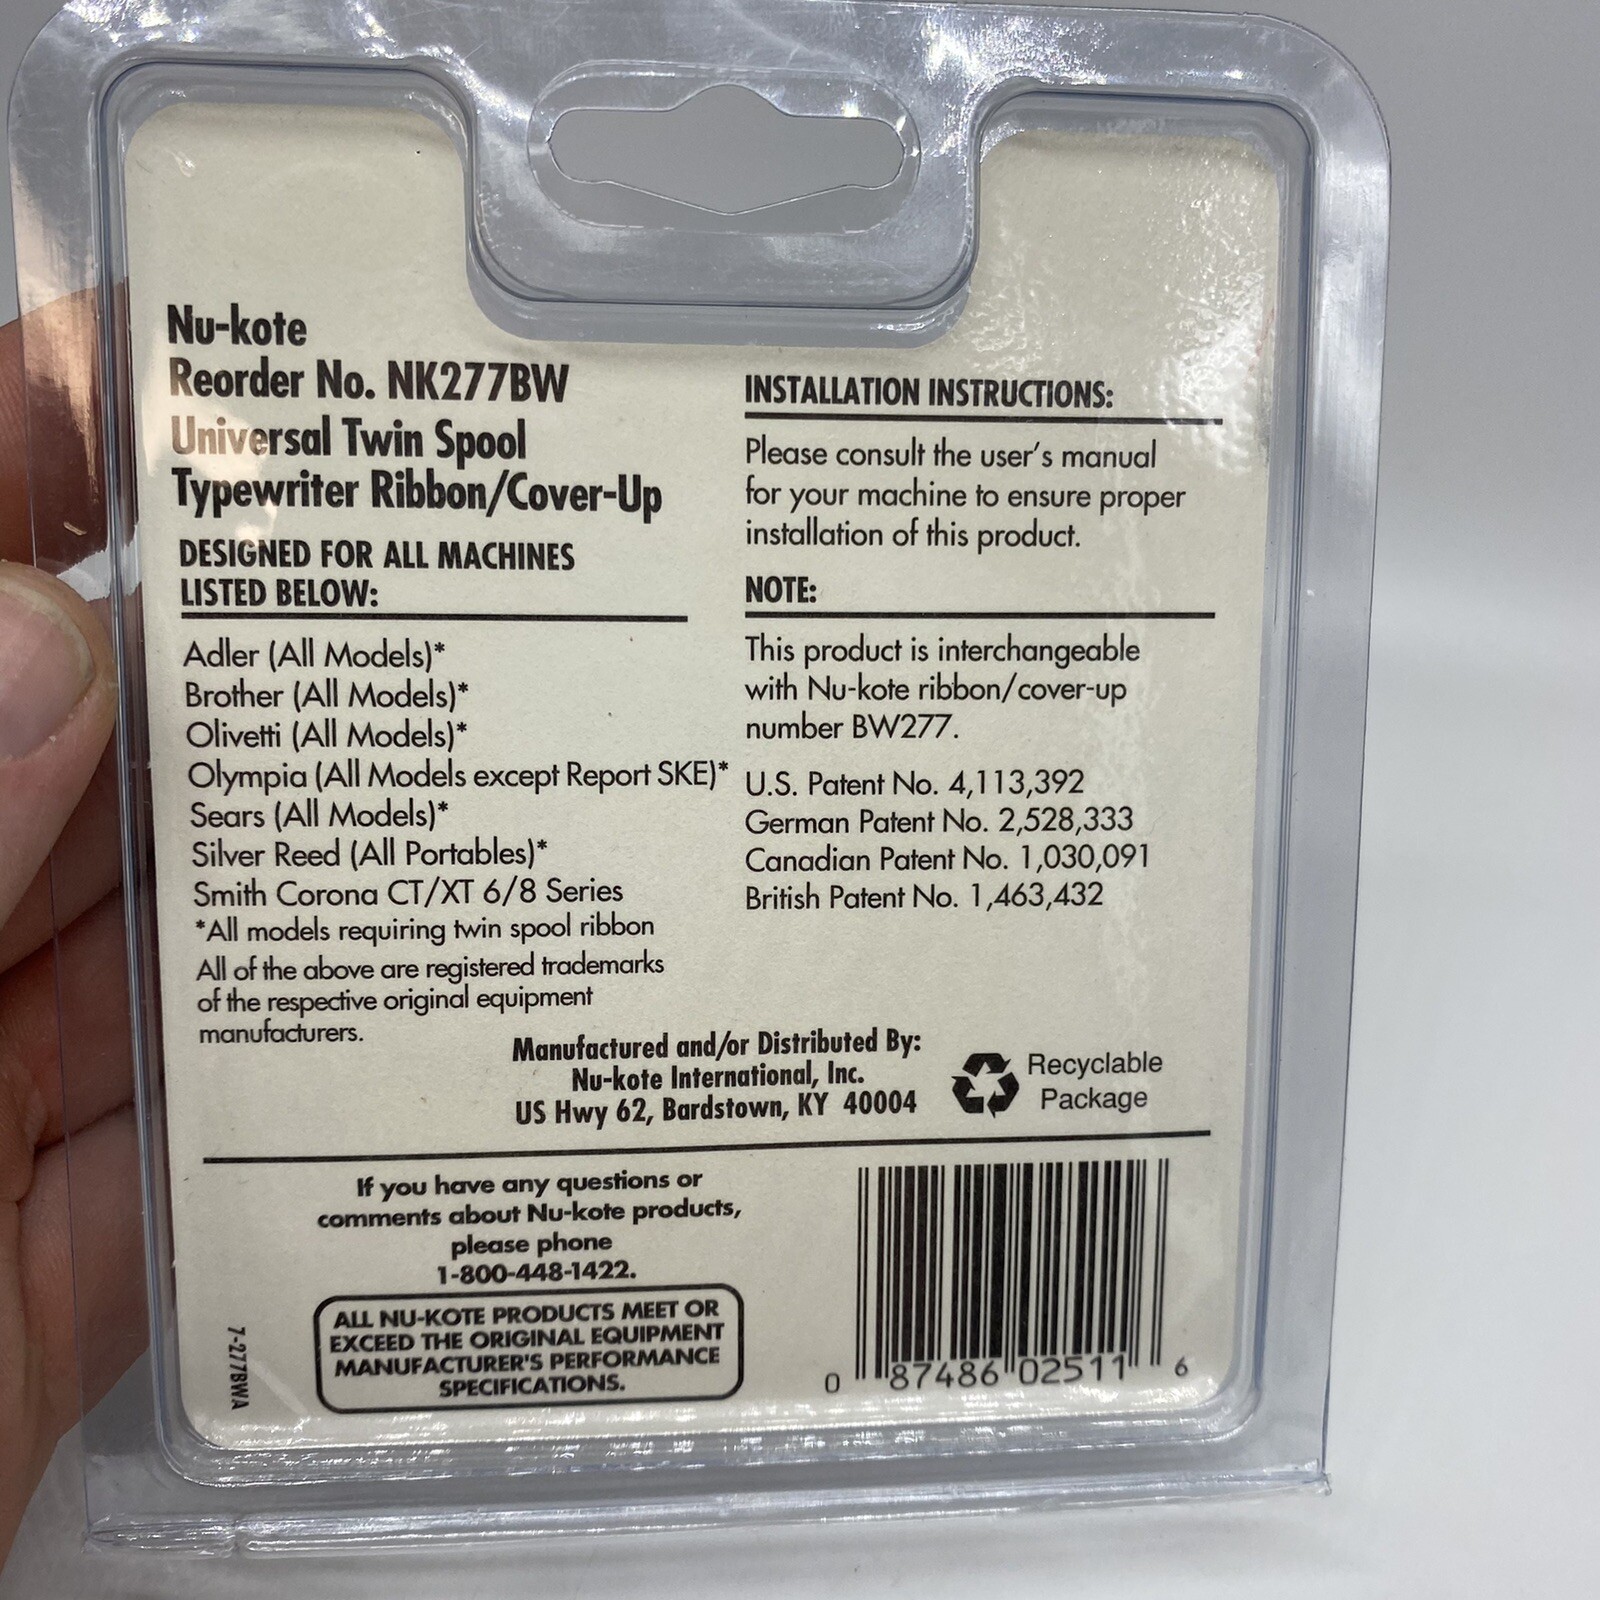 Nu-kote
Reorder No. NK277BW
Universal Twin Spool
Typewriter Ribbon/Cover-Up
DESIGNED FOR ALL MACHINES
LISTED BELOW:
Adler (All Models)*
Brother (All Models)*
Olivetti (All Models)*
Olympia (All Models except Report SKE)*
Sears (All Models)*
Silver Reed (All Portables)*
Smith Corona CT/XT 6/8 Series
*All models requiring twin spool ribbon
All of the above are registered trademarks
of the respective original equipment
manufacturers.
INSTALLATION INSTRUCTIONS:
Please consult the user's manual
for your machine to ensure proper
installation of this product.
NOTE:
This product is interchangeable
with Nu-kote ribbon/cover-up
number BW277.
U.S. Patent No. 4,113,392
German Patent No. 2,528,333
Canadian Patent No. 1,030,091
British Patent No. 1,463,432
Manufactured and/or Distributed By:
Nu-kote International, Inc.
US Hwy 62, Bardstown, KY 40004
Recyclable
Package
If you have any questions or
comments about Nu-kote products,
please phone
1-800-448-1422.
ALL NU-KOTE PRODUCTS MEET OR
EXCEED THE ORIGINAL EQUIPMENT
MANUFACTURER'S PERFORMANCE
SPECIFICATIONS.
7-277BWA
0 87486 02511 6